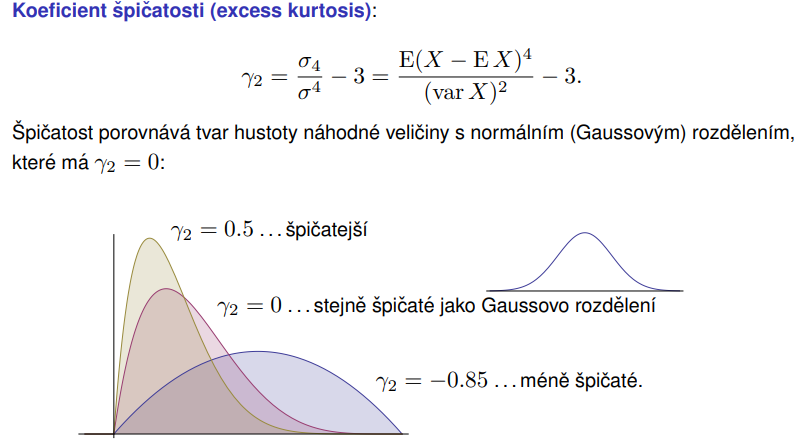 Koeficient špičatosti (excess kurtosis):
γ₂ = σ₄/σ⁴ − 3 = E(X − E X)⁴/(var X)² − 3.
Špičatost porovnává tvar hustoty náhodné veličiny s normálním (Gaussovým) rozdělením,
které má γ₂ = 0:
γ₂ = 0.5 … špičatejší
γ₂ = 0 … stejně špičaté jako Gaussovo rozdělení
γ₂ = −0.85 … méně špičaté.